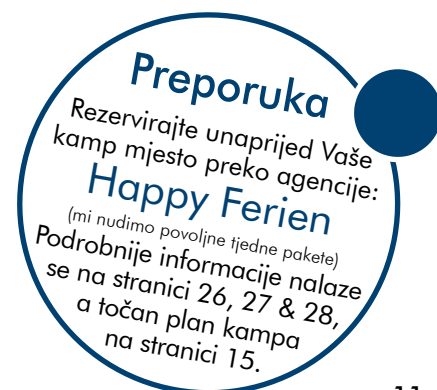 Preporuka
Rezervirajte unaprijed Vaše
kamp mjesto preko agencije:
Happy Ferien
(mi nudimo povoljne tjedne pakete)
Podrobnije informacije nalaze
se na stranici 26, 27 & 28,
a točan plan kampa
na stranici 15.